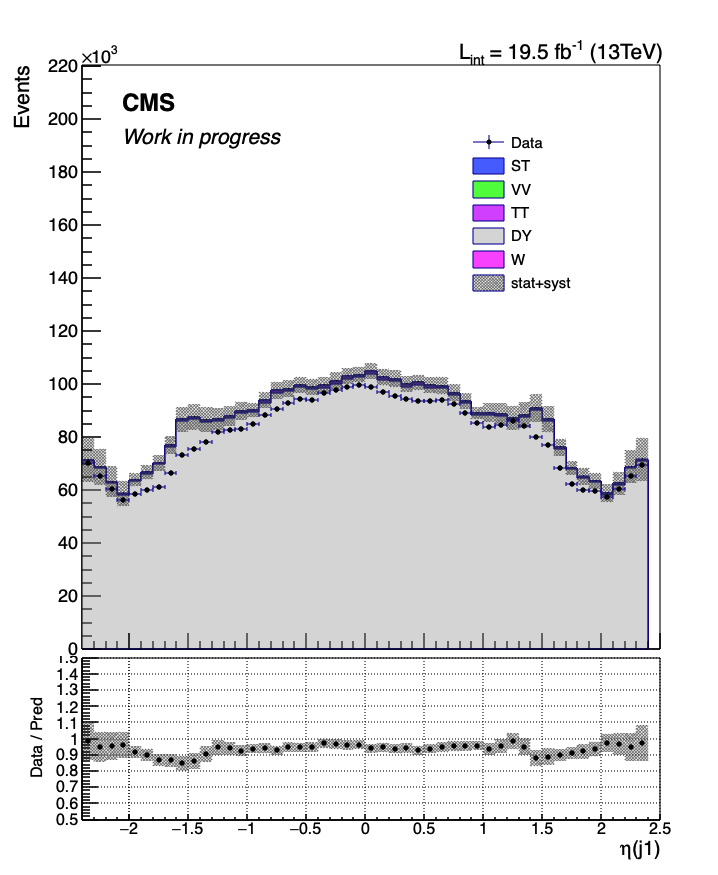 ×10³
L_int = 19.5 fb⁻¹ (13TeV)
Events
220
200
180
160
140
120
100
80
60
40
20
0
CMS
Work in progress
Data
ST
VV
TT
DY
W
stat+syst
Data / Pred
1.5
1.4
1.3
1.2
1.1
1
0.9
0.8
0.7
0.6
0.5
−2 −1.5 −1 −0.5 0 0.5 1 1.5 2 2.5
η(j1)